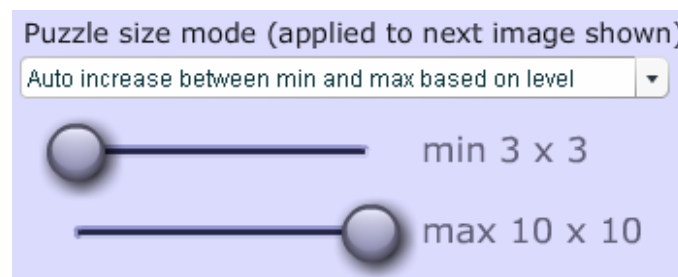 Puzzle size mode (applied to next image shown)
Auto increase between min and max based on level
min 3 x 3
max 10 x 10